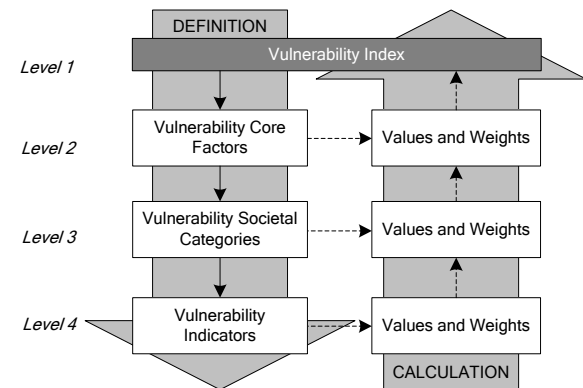 DEFINITION
Level 1
Vulnerability Index
Level 2
Vulnerability Core
Factors
Values and Weights
Level 3
Vulnerability Societal
Categories
Values and Weights
Level 4
Vulnerability
Indicators
Values and Weights
CALCULATION